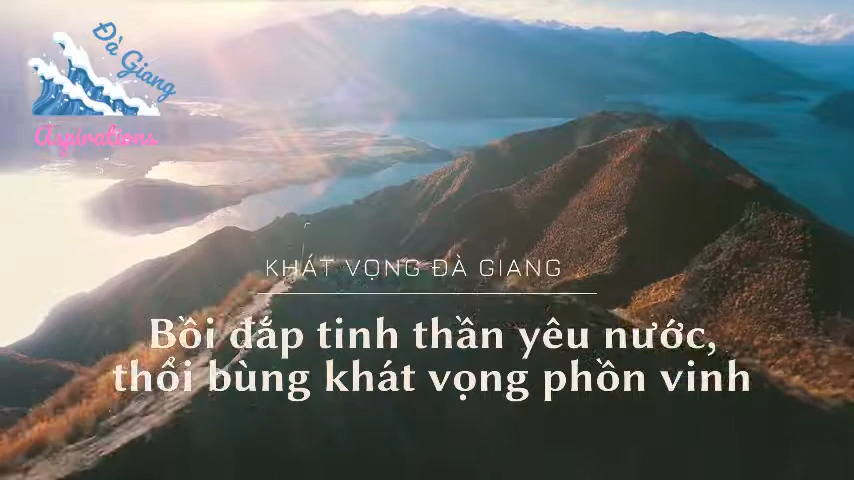 Đà Giang
Aspirations
KHÁT VỌNG ĐÀ GIANG
Bồi đắp tinh thần yêu nước,
thổi bùng khát vọng phồn vinh